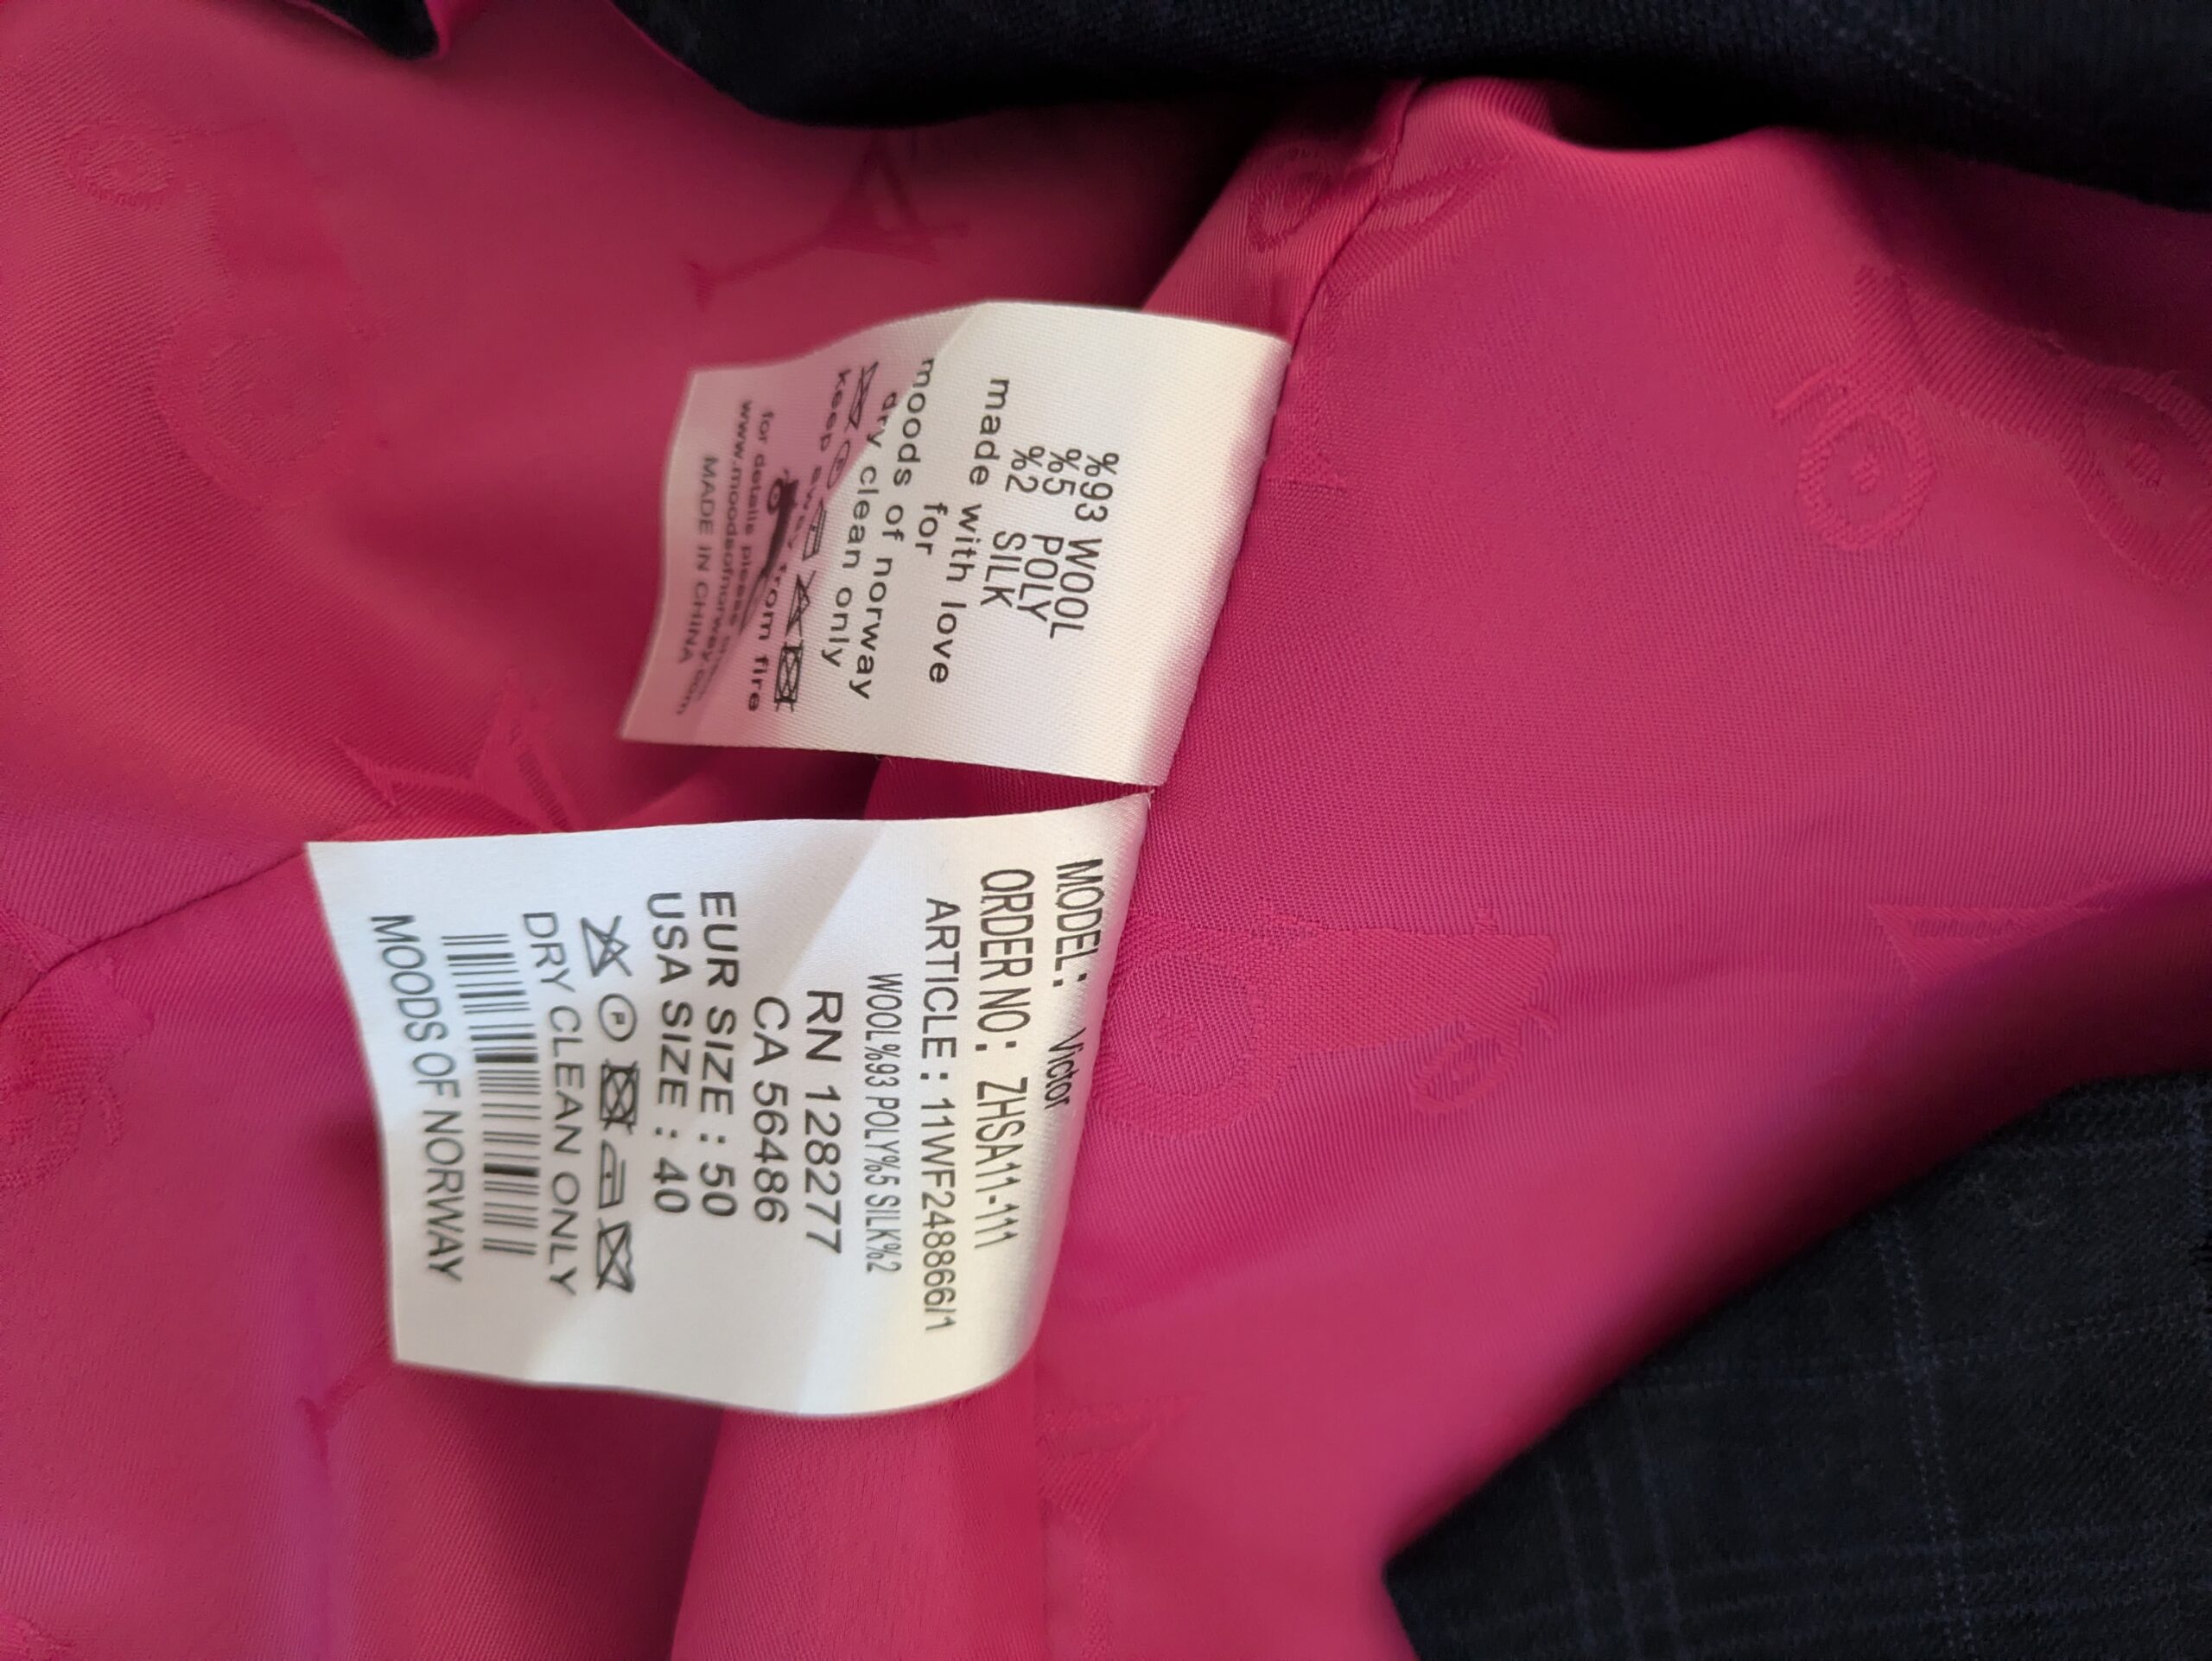 %93 WOOL
%5 POLY
%2 SILK
made with love
for
moods of norway
dry clean only
keep away from fire
for details please
www.moodsofnorway.com
MADE IN CHINA
MODEL: Victor
ORDER NO: ZHSA11-111
ARTICLE : 11WF248866/1
WOOL%93 POLY%5 SILK%2
RN 128277
CA 56486
EUR SIZE : 50
USA SIZE : 40
P
DRY CLEAN ONLY
MOODS OF NORWAY